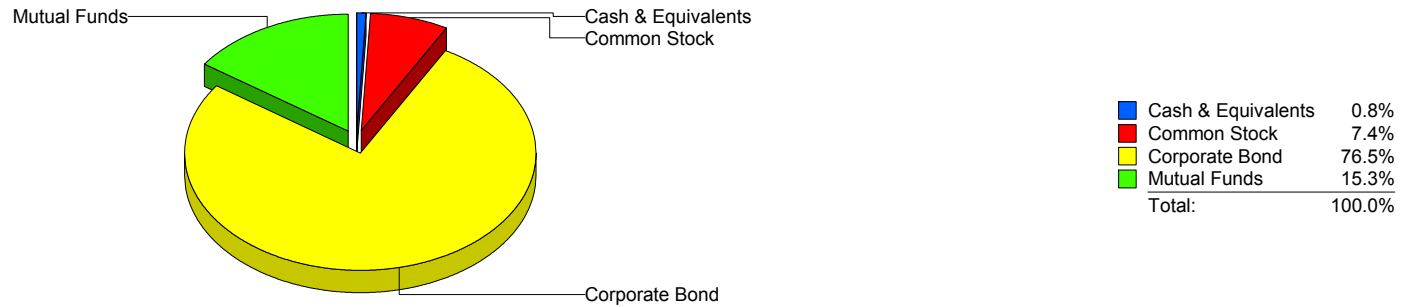 Mutual Funds
Cash & Equivalents
Common Stock
Corporate Bond
Cash & Equivalents 0.8%
Common Stock 7.4%
Corporate Bond 76.5%
Mutual Funds 15.3%
Total: 100.0%